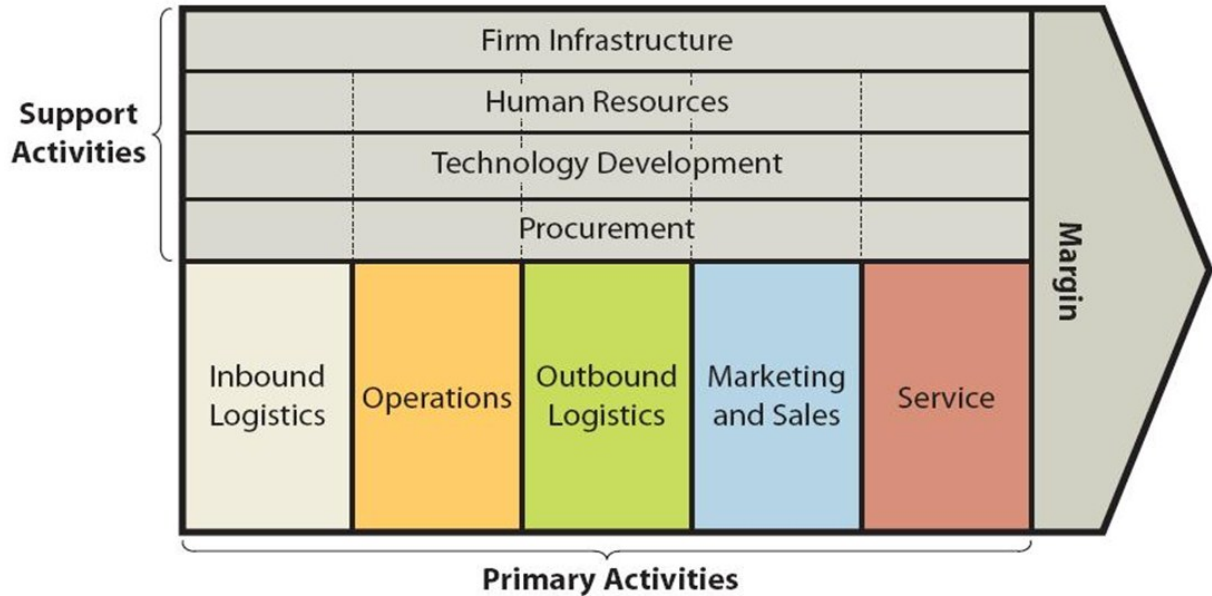 Firm Infrastructure
Human Resources
Technology Development
Procurement
Support
Activities
Inbound
Logistics
Operations
Outbound
Logistics
Marketing
and Sales
Service
Margin
Primary Activities